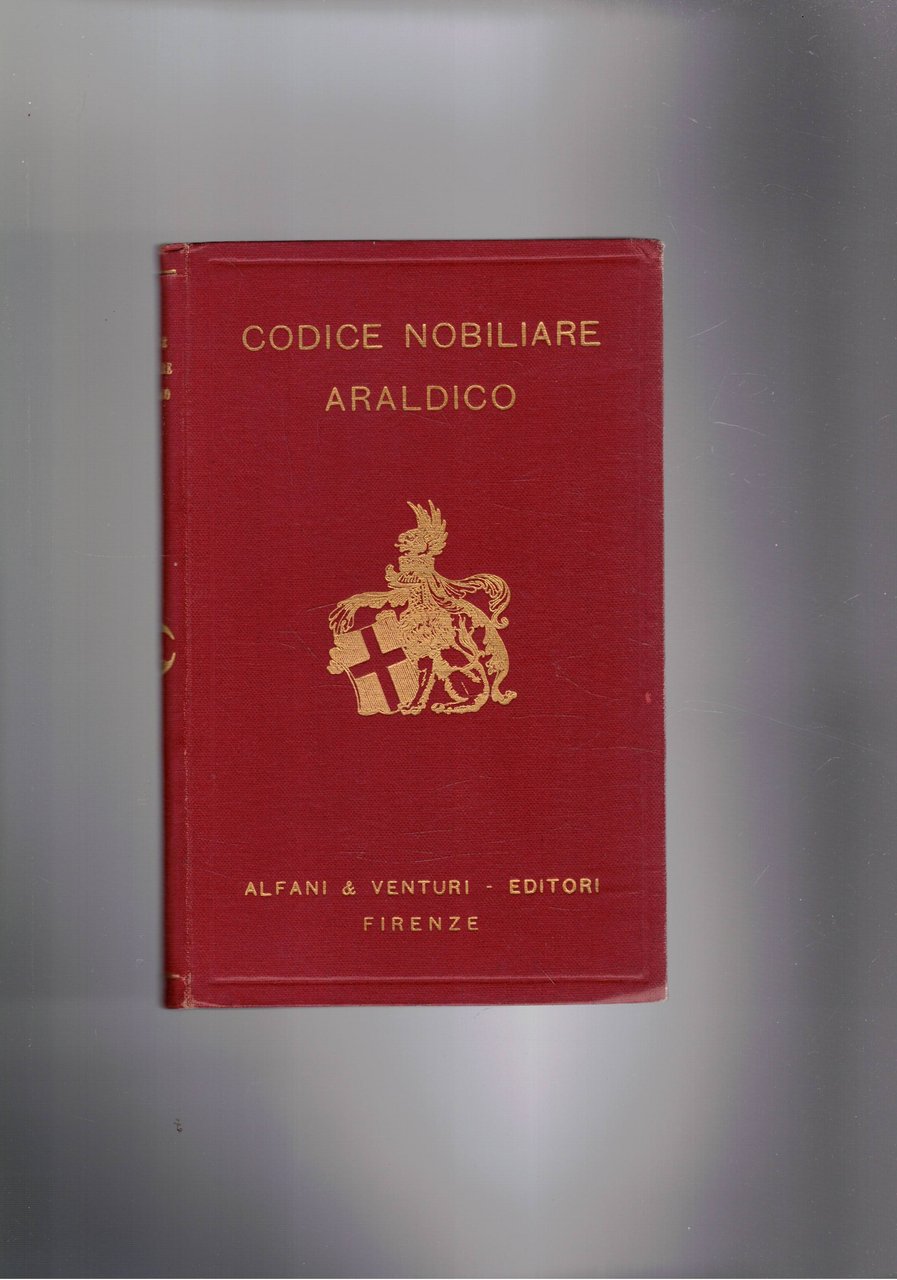 CODICE NOBILIARE
ARALDICO
ALFANI & VENTURI - EDITORI
FIRENZE